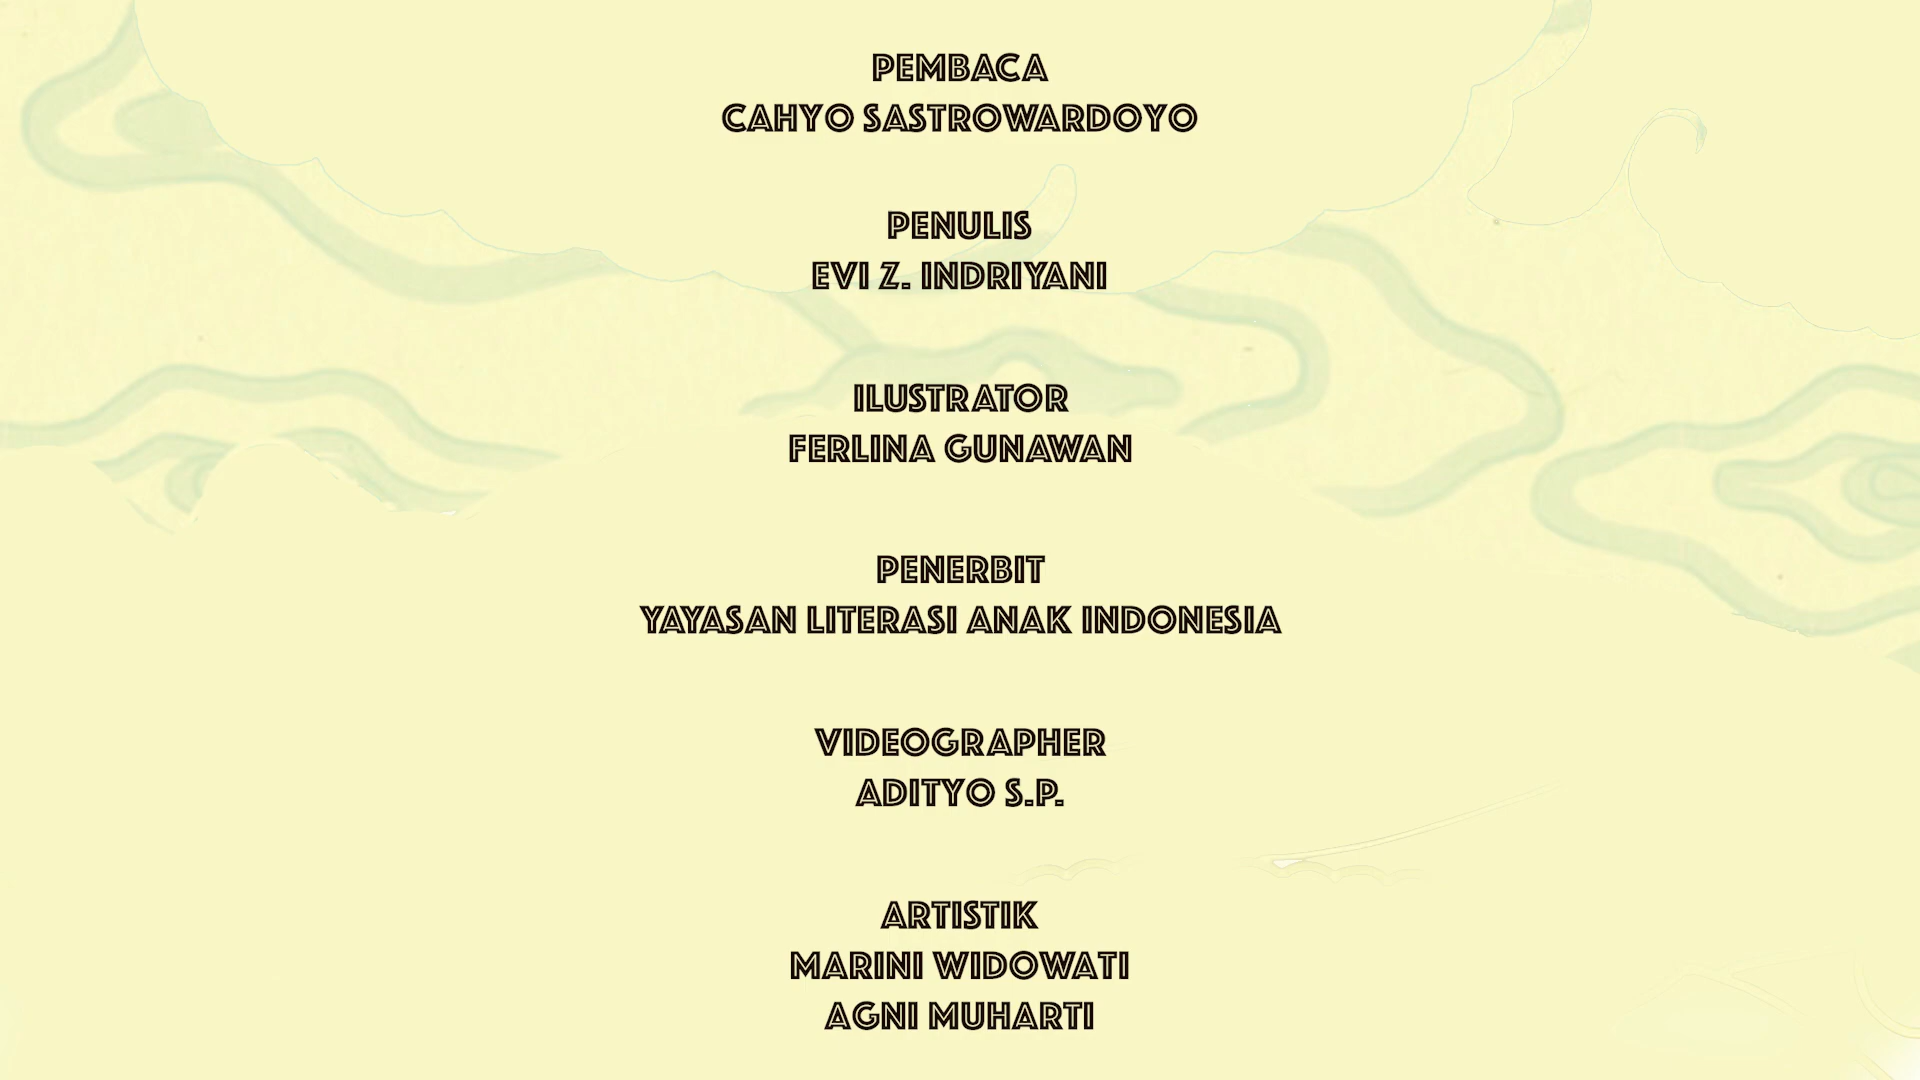 PEMBACA
CAHYO SASTROWARDOYO
PENULIS
EVI Z. INDRIYANI
ILUSTRATOR
FERLINA GUNAWAN
PENERBIT
YAYASAN LITERASI ANAK INDONESIA
VIDEOGRAPHER
ADITYO S.P.
ARTISTIK
MARINI WIDOWATI
AGNI MUHARTI